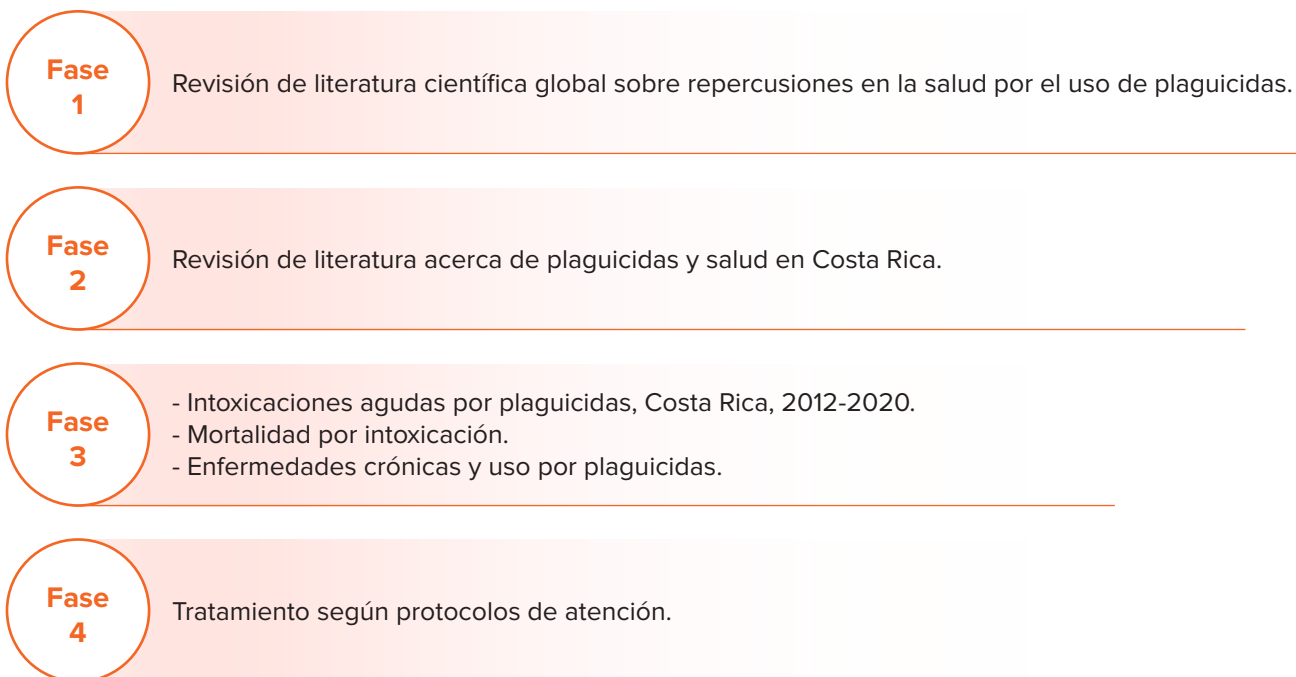 Fase
1
Revisión de literatura científica global sobre repercusiones en la salud por el uso de plaguicidas.
Fase
2
Revisión de literatura acerca de plaguicidas y salud en Costa Rica.
Fase
3
- Intoxicaciones agudas por plaguicidas, Costa Rica, 2012-2020.
- Mortalidad por intoxicación.
- Enfermedades crónicas y uso por plaguicidas.
Fase
4
Tratamiento según protocolos de atención.